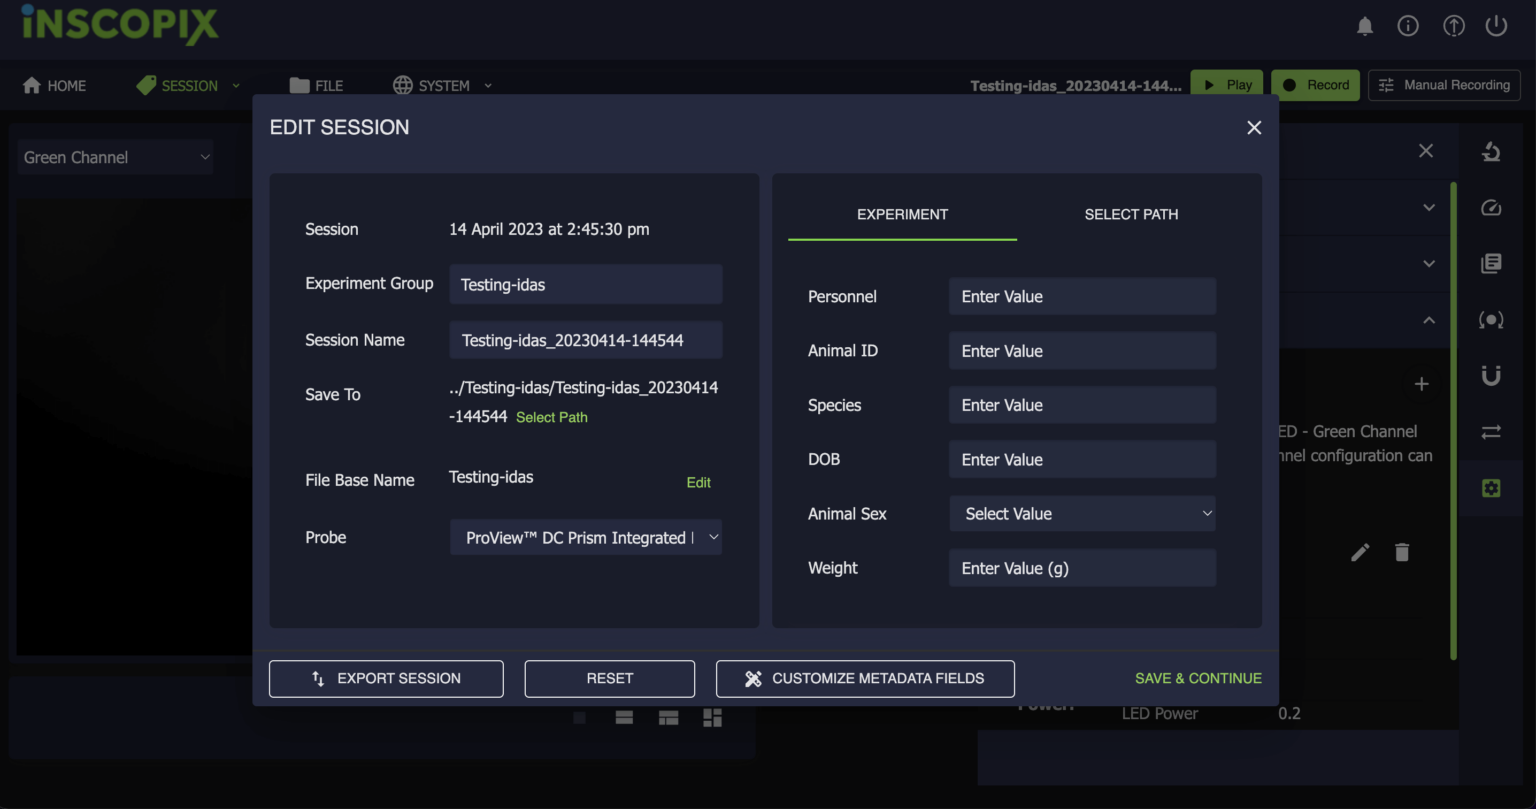 iNSCOPIX
HOME
SESSION
FILE
SYSTEM
Testing-idas_20230414-144...
Play
Record
Manual Recording
Green Channel
EDIT SESSION
Session
14 April 2023 at 2:45:30 pm
Experiment Group
Testing-idas
Session Name
Testing-idas_20230414-144544
Save To
../Testing-idas/Testing-idas_20230414
-144544 Select Path
File Base Name
Testing-idas
Edit
Probe
ProView™ DC Prism Integrated
EXPERIMENT
SELECT PATH
Personnel
Enter Value
Animal ID
Enter Value
Species
Enter Value
DOB
Enter Value
Animal Sex
Select Value
Weight
Enter Value (g)
ED - Green Channel
nnel configuration can
EXPORT SESSION
RESET
CUSTOMIZE METADATA FIELDS
SAVE & CONTINUE
LED Power
0.2